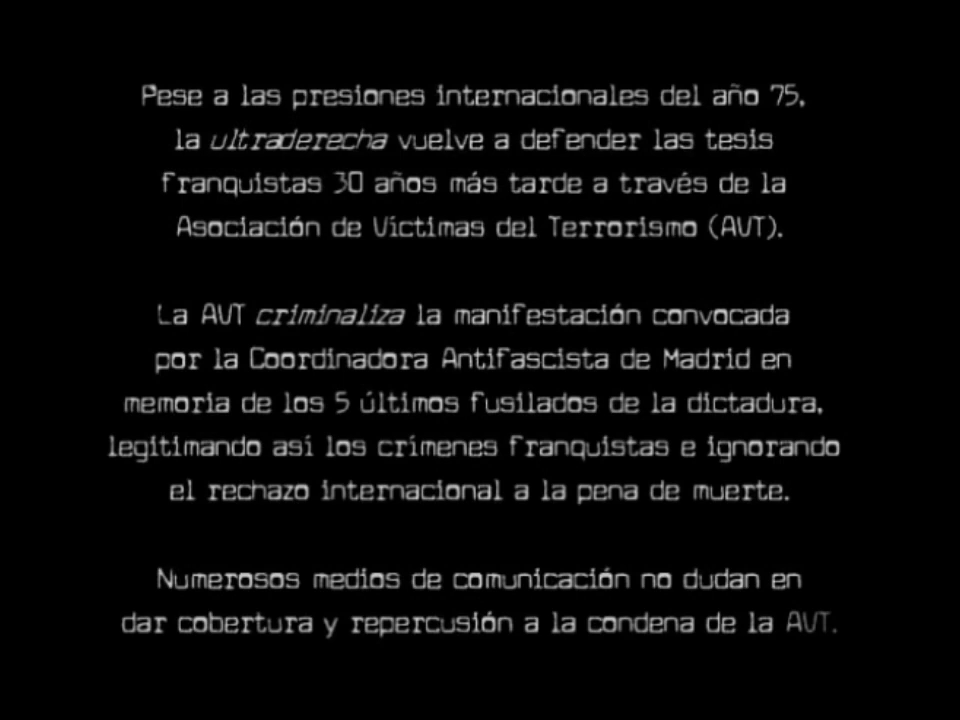 Pese a las presiones internacionales del año 75,
la ultraderecha vuelve a defender las tesis
franquistas 30 años más tarde a través de la
Asociación de Víctimas del Terrorismo (AVT).
La AVT criminaliza la manifestación convocada
por la Coordinadora Antifascista de Madrid en
memoria de los 5 últimos fusilados de la dictadura,
legitimando así los crímenes franquistas e ignorando
el rechazo internacional a la pena de muerte.
Numerosos medios de comunicación no dudan en
dar cobertura y repercusión a la condena de la AVT.